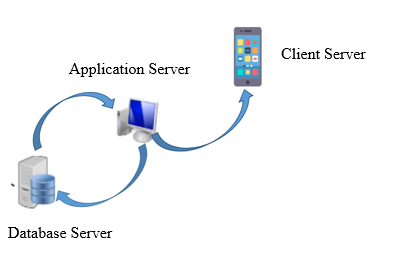 Client Server
Application Server
Database Server